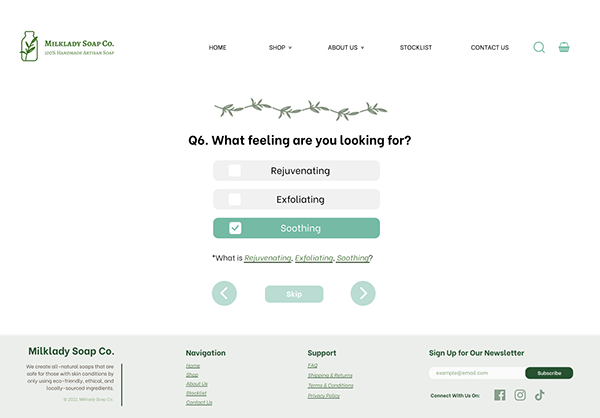 MILKLADY SOAP CO.
100% HANDMADE ARTISAN SOAP
HOME
SHOP
ABOUT US
STOCKLIST
CONTACT US
Q6. What feeling are you looking for?
Rejuvenating
Exfoliating
Soothing
*What is Rejuvenating, Exfoliating, Soothing?
Skip
Milklady Soap Co.
We create all-natural soaps that are
safe for those with skin conditions by
only using eco-friendly, ethical, and
locally-sourced ingredients.
© 2022, Milklady Soap Co.
Navigation
Home
Shop
About Us
Stocklist
Contact Us
Support
FAQ
Shipping & Returns
Terms & Conditions
Privacy Policy
Sign Up for Our Newsletter
example@email.com
Subscribe
Connect With Us On: